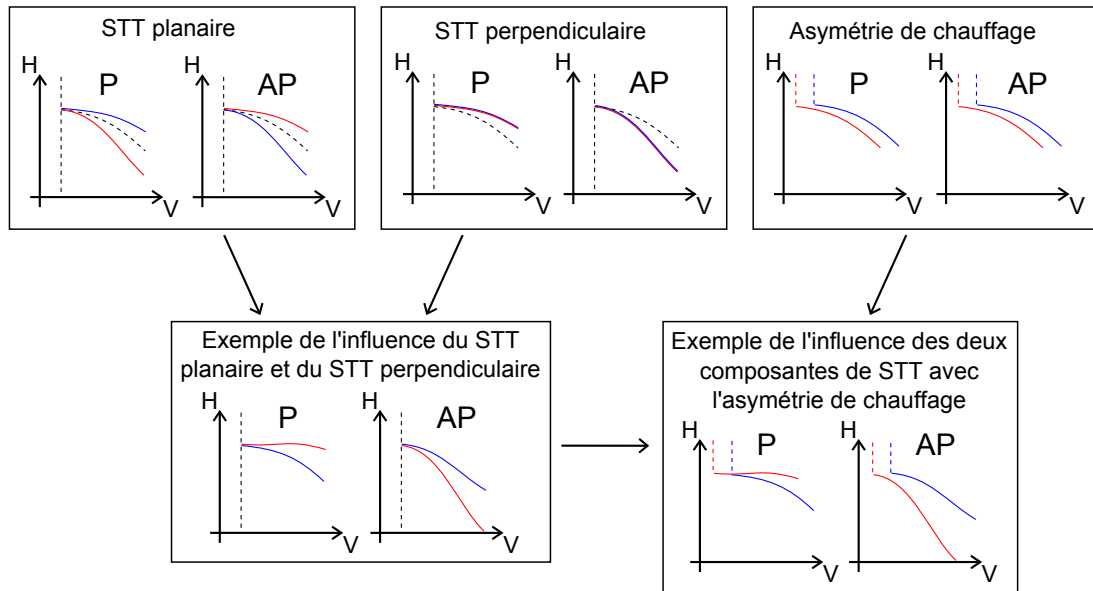 STT planaire
H
P
AP
V
V
STT perpendiculaire
H
P
AP
V
V
Asymétrie de chauffage
H
P
AP
V
V
Exemple de l'influence du STT
planaire et du STT perpendiculaire
H
P
H
AP
V
V
Exemple de l'influence des deux
composantes de STT avec
l'asymétrie de chauffage
H
P
H
AP
V
V